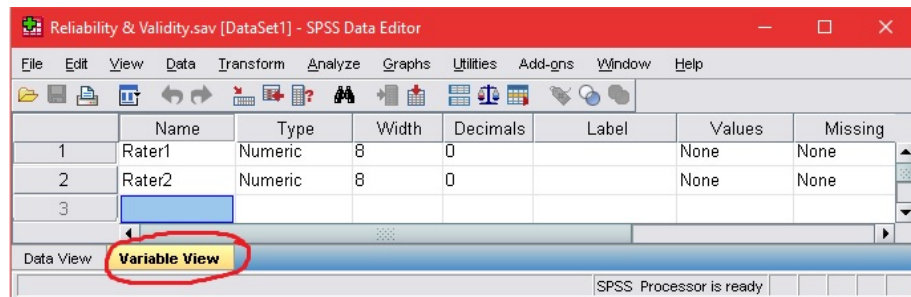 Reliability & Validity.sav [DataSet1] - SPSS Data Editor
File Edit View Data Transform Analyze Graphs Utilities Add-ons Window Help
Name Type Width Decimals Label Values Missing
1 Rater1 Numeric 8 0 None None
2 Rater2 Numeric 8 0 None None
3
Data View Variable View
SPSS Processor is ready